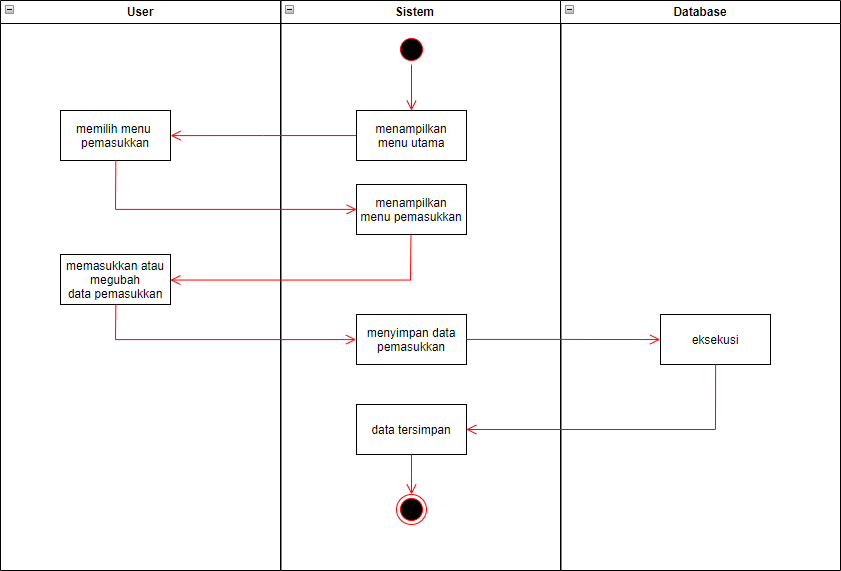 User
Sistem
Database
menampilkan
menu utama
memilih menu
pemasukkan
menampilkan
menu pemasukkan
memasukkan atau
megubah
data pemasukkan
menyimpan data
pemasukkan
eksekusi
data tersimpan